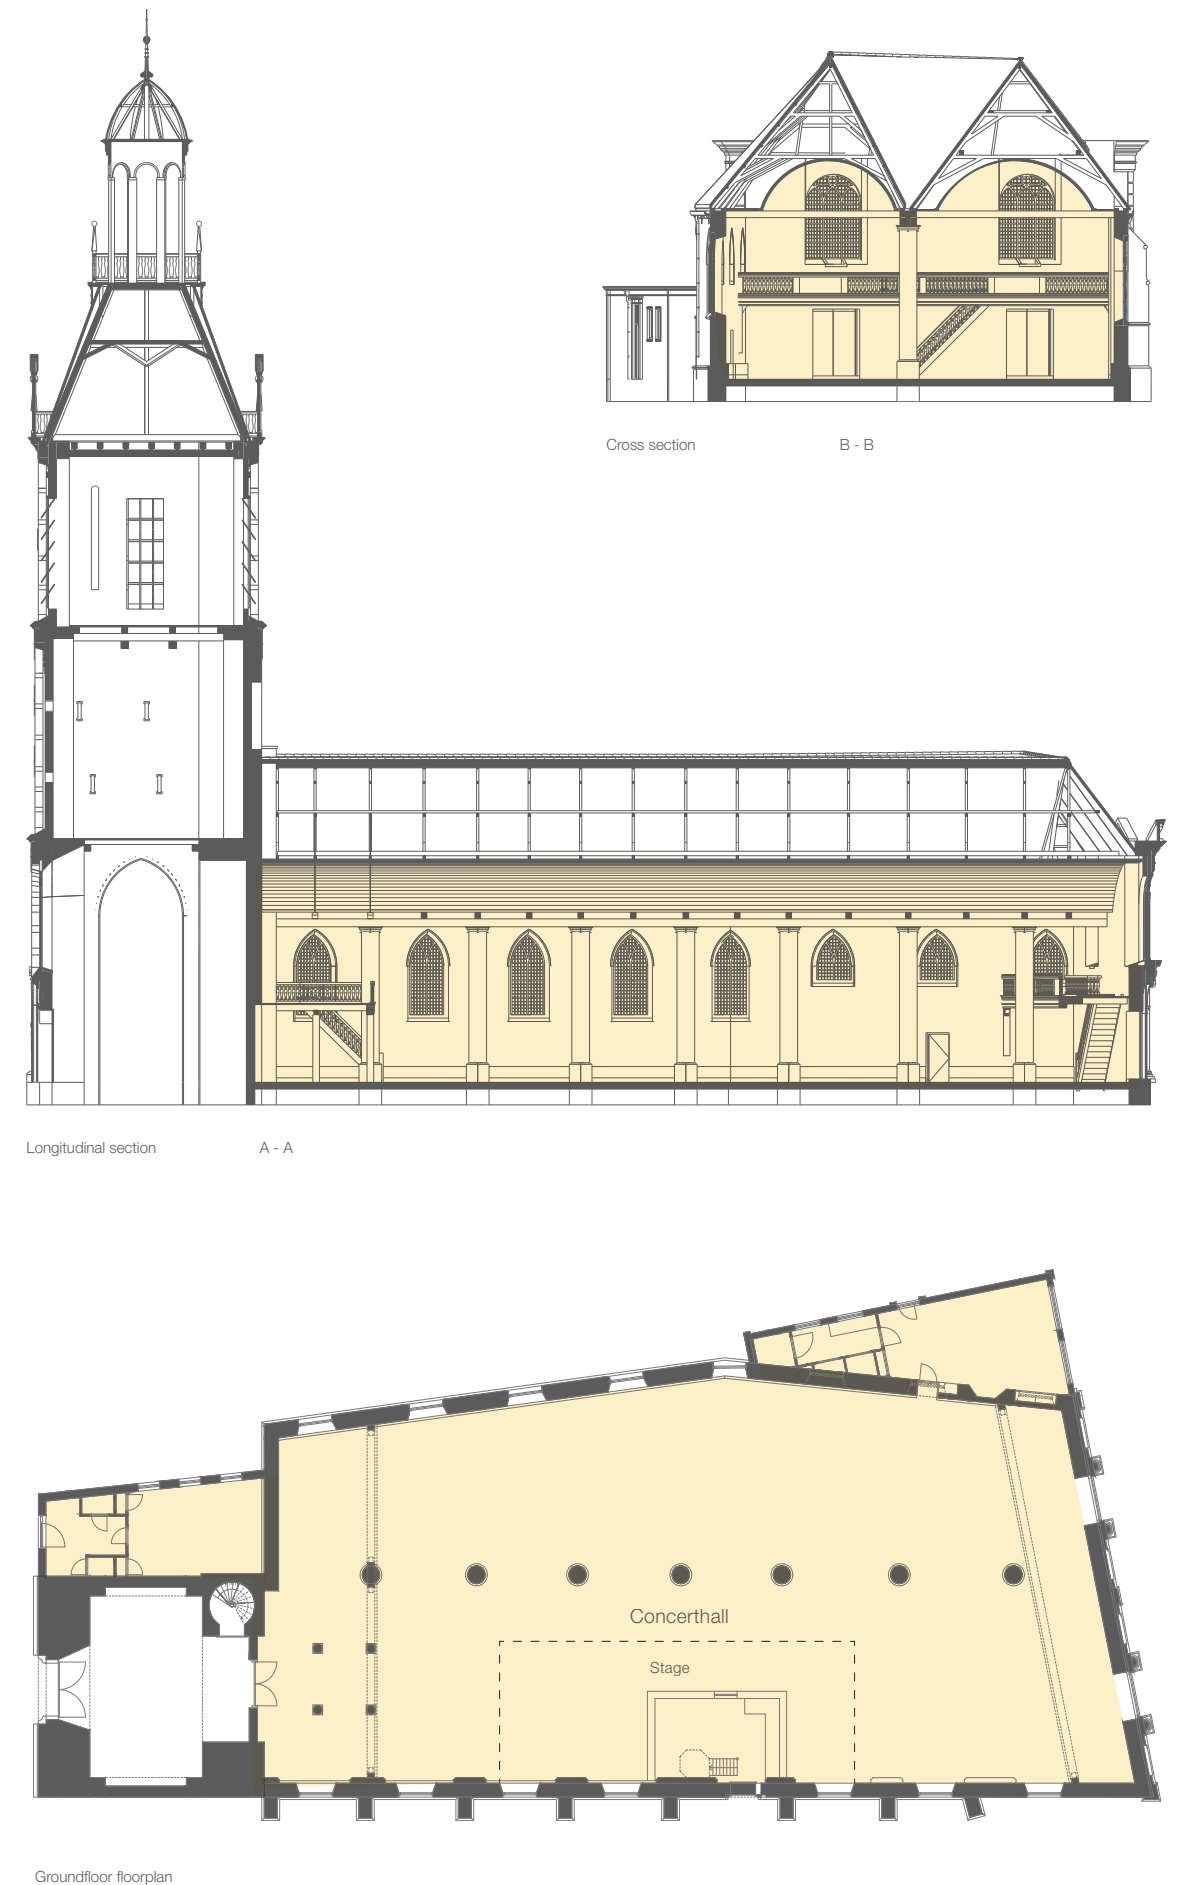 Cross section B - B
Longitudinal section A - A
Concerthall
Stage
Groundfloor floorplan